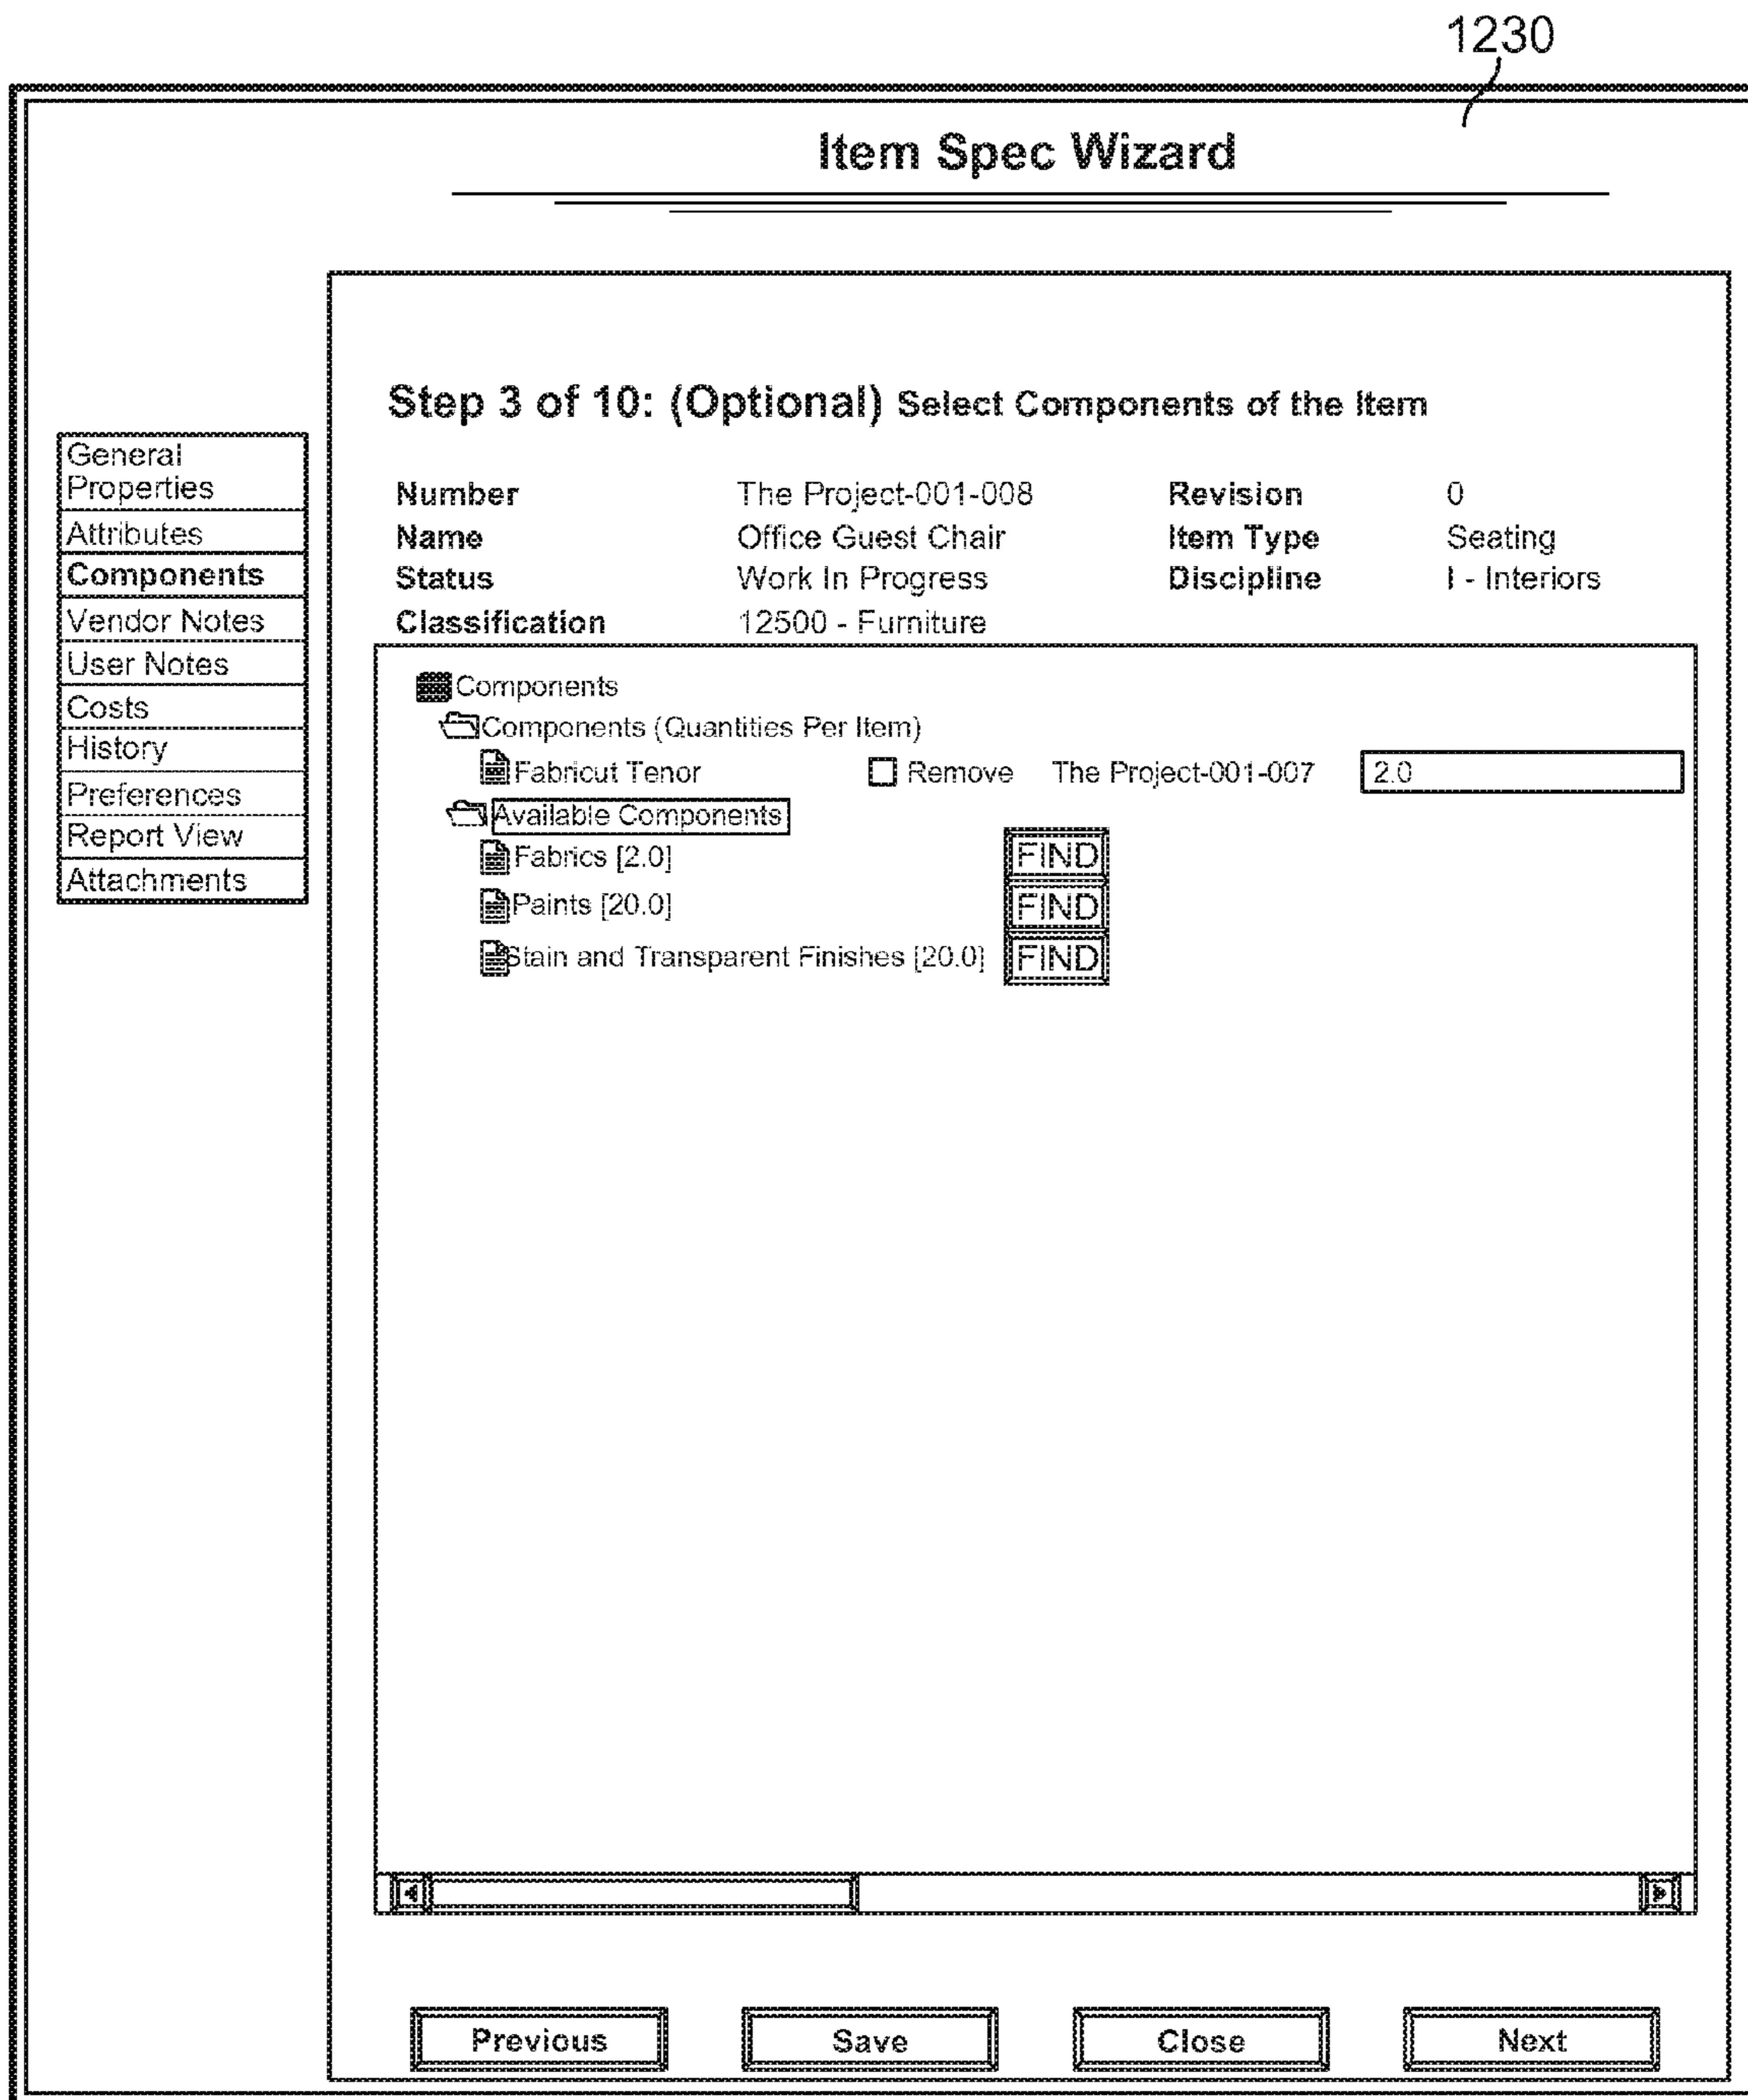 1230
Item Spec Wizard
Step 3 of 10: (Optional) Select Components of the Item
General
Properties
Attributes
Components
Vendor Notes
User Notes
Costs
History
Preferences
Report View
Attachments
Number The Project-001-008 Revision 0
Name Office Guest Chair Item Type Seating
Status Work In Progress Discipline I - Interiors
Classification 12500 - Furniture
Components
Components (Quantities Per Item)
Fabricut Tenor Remove The Project-001-007 2.0
Available Components
Fabrics [2.0] FIND
Paints [20.0] FIND
Stain and Transparent Finishes [20.0] FIND
Previous Save Close Next